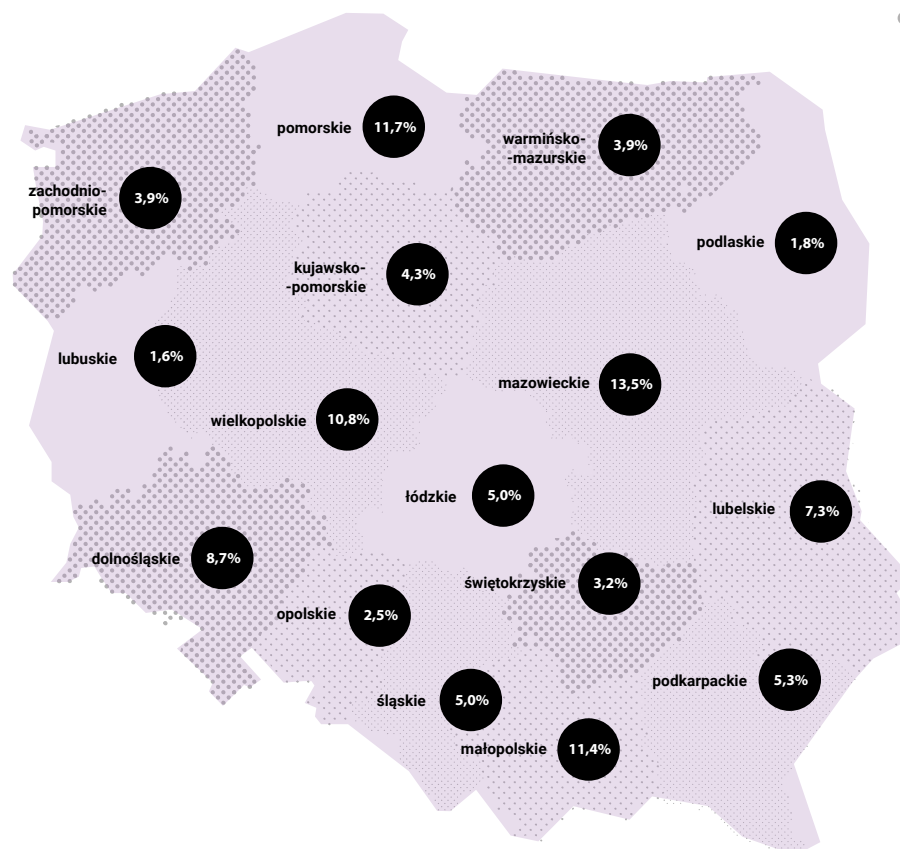 pomorskie 11,7%
warmińsko-
-mazurskie 3,9%
zachodnio-
pomorskie 3,9%
podlaskie 1,8%
kujawsko-
-pomorskie 4,3%
lubuskie 1,6%
mazowieckie 13,5%
wielkopolskie 10,8%
łódzkie 5,0%
lubelskie 7,3%
dolnośląskie 8,7%
świętokrzyskie 3,2%
opolskie 2,5%
podkarpackie 5,3%
śląskie 5,0%
małopolskie 11,4%